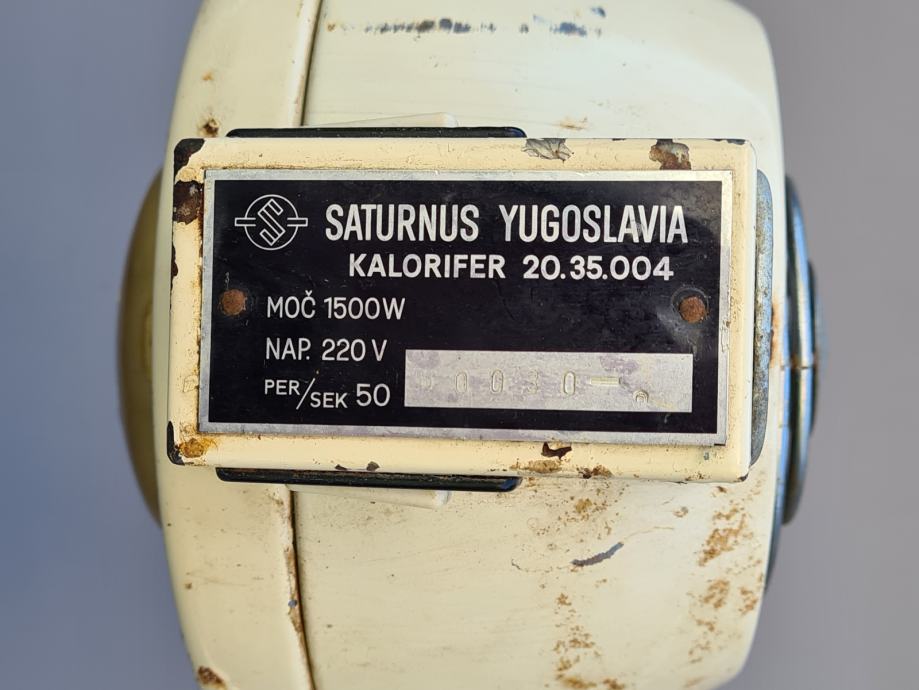 SATURNUS YUGOSLAVIA
KALORIFER 20.35.004
MOČ 1500W
NAP. 220 V
PER/SEK 50